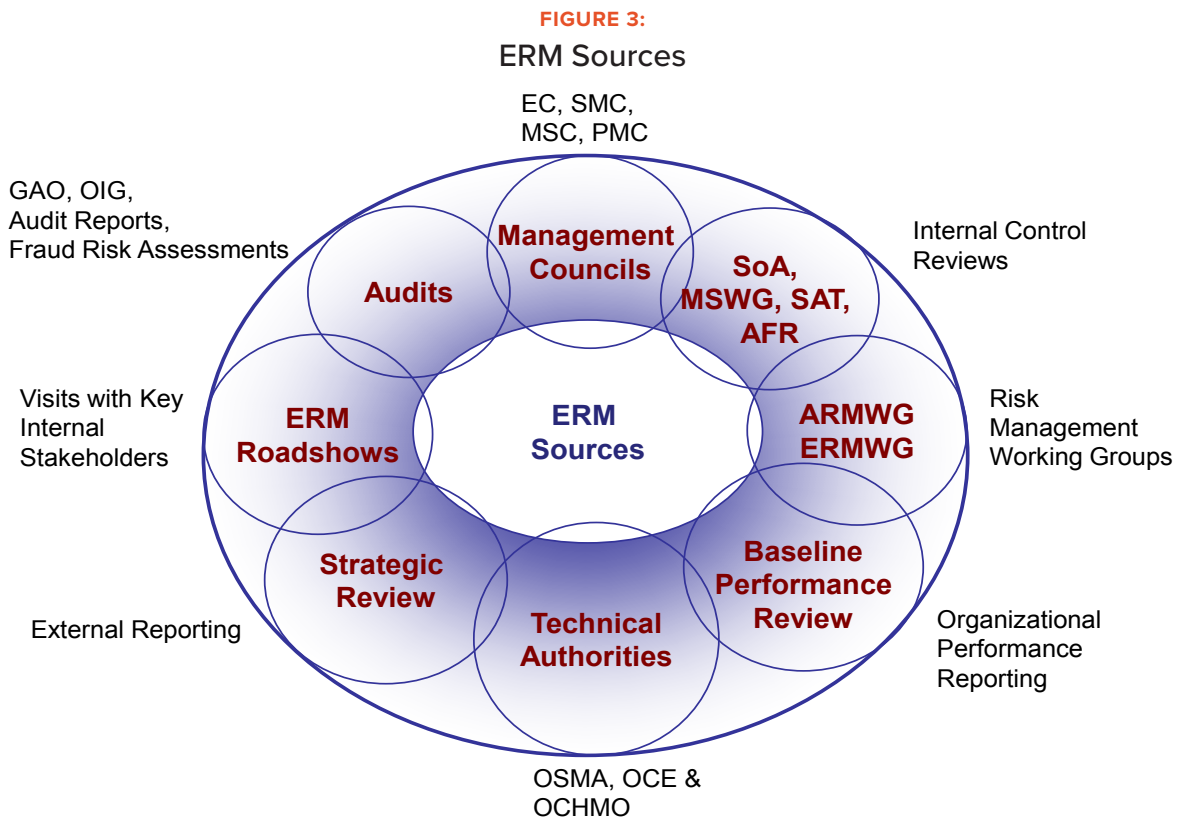 FIGURE 3:
ERM Sources
EC, SMC,
MSC, PMC
GAO, OIG,
Audit Reports,
Fraud Risk Assessments
Internal Control
Reviews
Management
Councils
Audits
SoA,
MSWG, SAT,
AFR
Visits with Key
Internal
Stakeholders
ERM
Roadshows
ERM
Sources
ARMWG
ERMWG
Risk
Management
Working Groups
Strategic
Review
Baseline
Performance
Review
External Reporting
Technical
Authorities
Organizational
Performance
Reporting
OSMA, OCE &
OCHMO